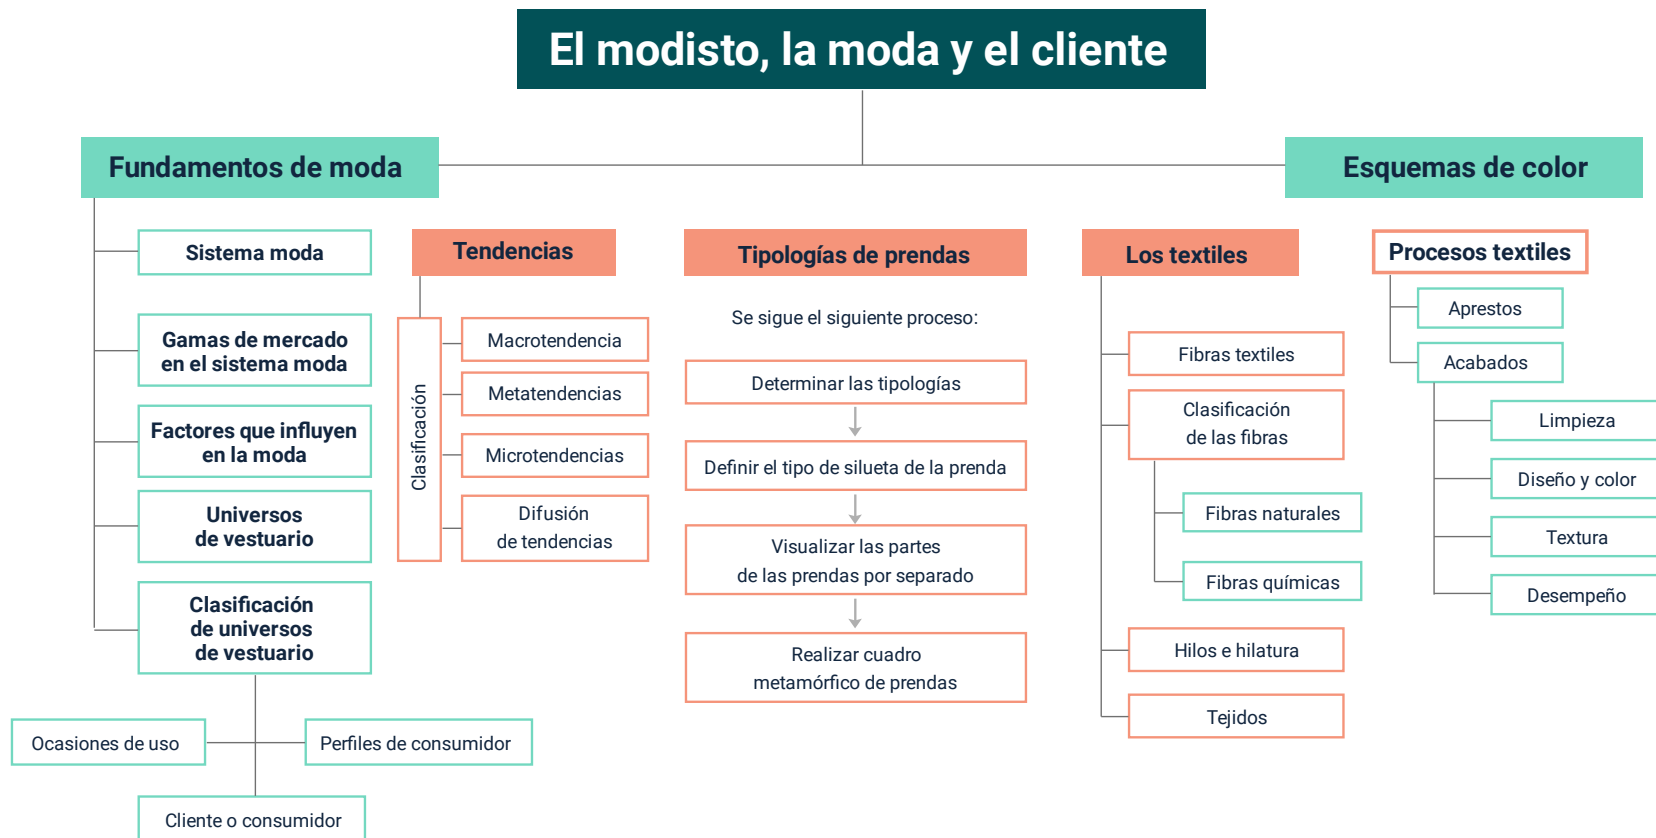 El modisto, la moda y el cliente
Fundamentos de moda
Esquemas de color
Sistema moda
Gamas de mercado
en el sistema moda
Factores que influyen
en la moda
Universos
de vestuario
Clasificación
de universos
de vestuario
Ocasiones de uso
Perfiles de consumidor
Cliente o consumidor
Tendencias
Clasificación
Macrotendencia
Metatendencias
Microtendencias
Difusión
de tendencias
Tipologías de prendas
Se sigue el siguiente proceso:
Determinar las tipologías
Definir el tipo de silueta de la prenda
Visualizar las partes
de las prendas por separado
Realizar cuadro
metamórfico de prendas
Los textiles
Fibras textiles
Clasificación
de las fibras
Fibras naturales
Fibras químicas
Hilos e hilatura
Tejidos
Procesos textiles
Aprestos
Acabados
Limpieza
Diseño y color
Textura
Desempeño